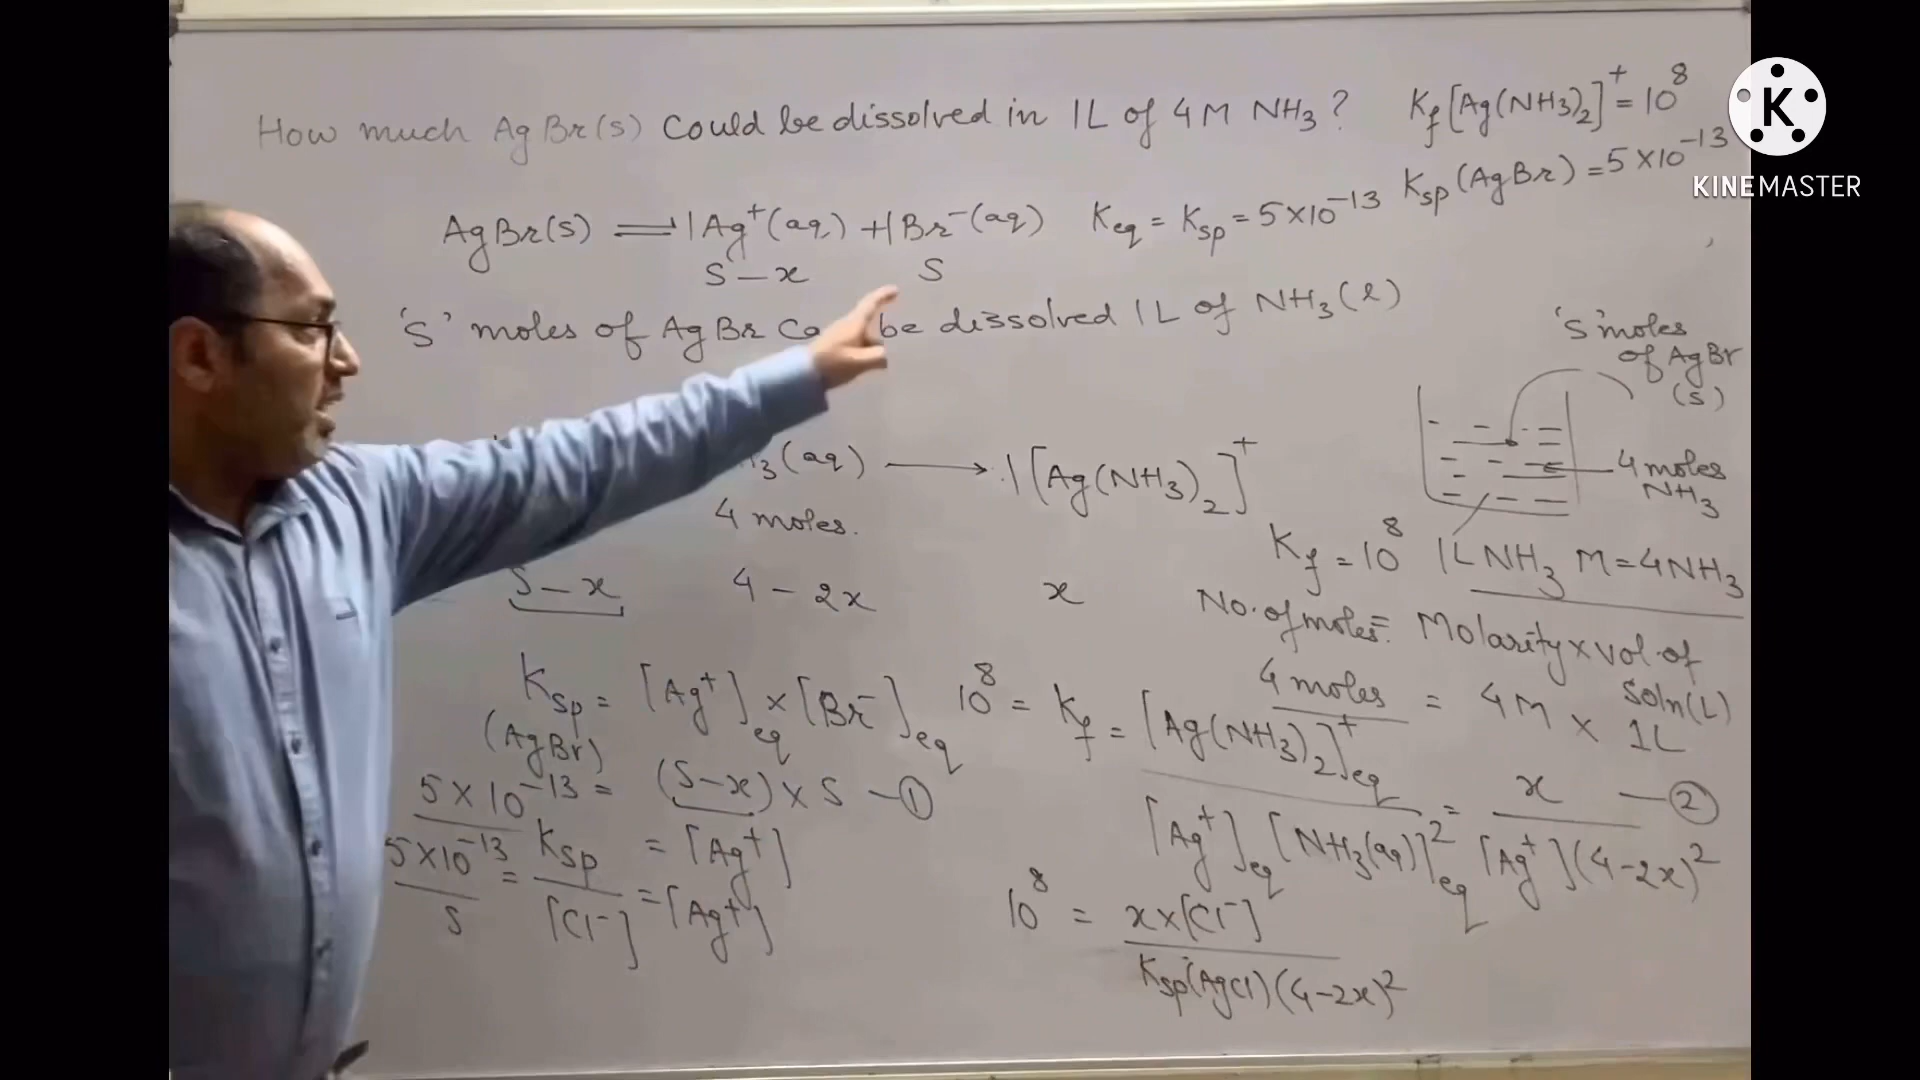 How much AgBr(s) could be dissolved in 1L of 4M NH3? Kf[Ag(NH3)2]+ = 10^8
Ksp(AgBr) = 5×10^-13
KINEMASTER
AgBr(s) ⇌ 1Ag+(aq) + 1Br-(aq) Keq = Ksp = 5×10^-13
S-x S
'S' moles of AgBr be dissolved 1L of NH3(l)
'S' moles
of AgBr
(s)
3(aq) → 1[Ag(NH3)2]+
4 moles
NH3
4 moles.
Kf = 10^8 1L NH3 M=4NH3
S-x 4-2x x
No. of moles = Molarity × vol. of
soln(L)
4 moles = 4M × 1L
Ksp = [Ag+]eq × [Br-]eq
(AgBr)
10^8 = Kf = [Ag(NH3)2]+eq / [Ag+]eq [NH3(aq)]^2eq = x / [Ag+](4-2x)^2 — ②
5×10^-13 = (S-x) × S — ①
Ksp = [Ag+]
5×10^-13 / S = Ksp / [Cl-] = [Ag+]
10^8 = x×[Cl-] / Ksp(AgCl)(4-2x)^2